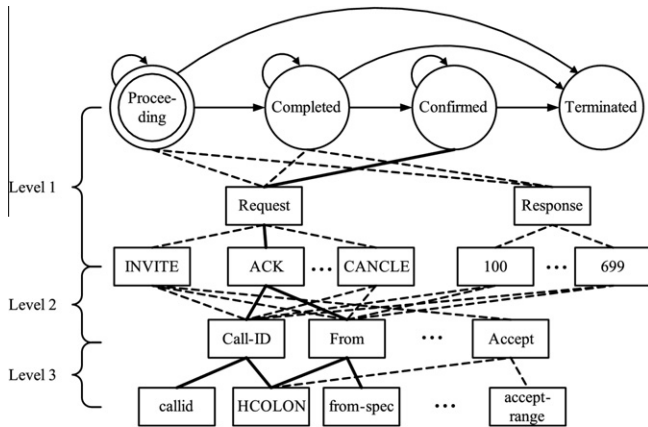 Procee-
ding
Completed
Confirmed
Terminated
Level 1
Request
Response
INVITE
ACK
...
CANCLE
100
...
699
Level 2
Call-ID
From
...
Accept
Level 3
callid
HCOLON
from-spec
...
accept-
range